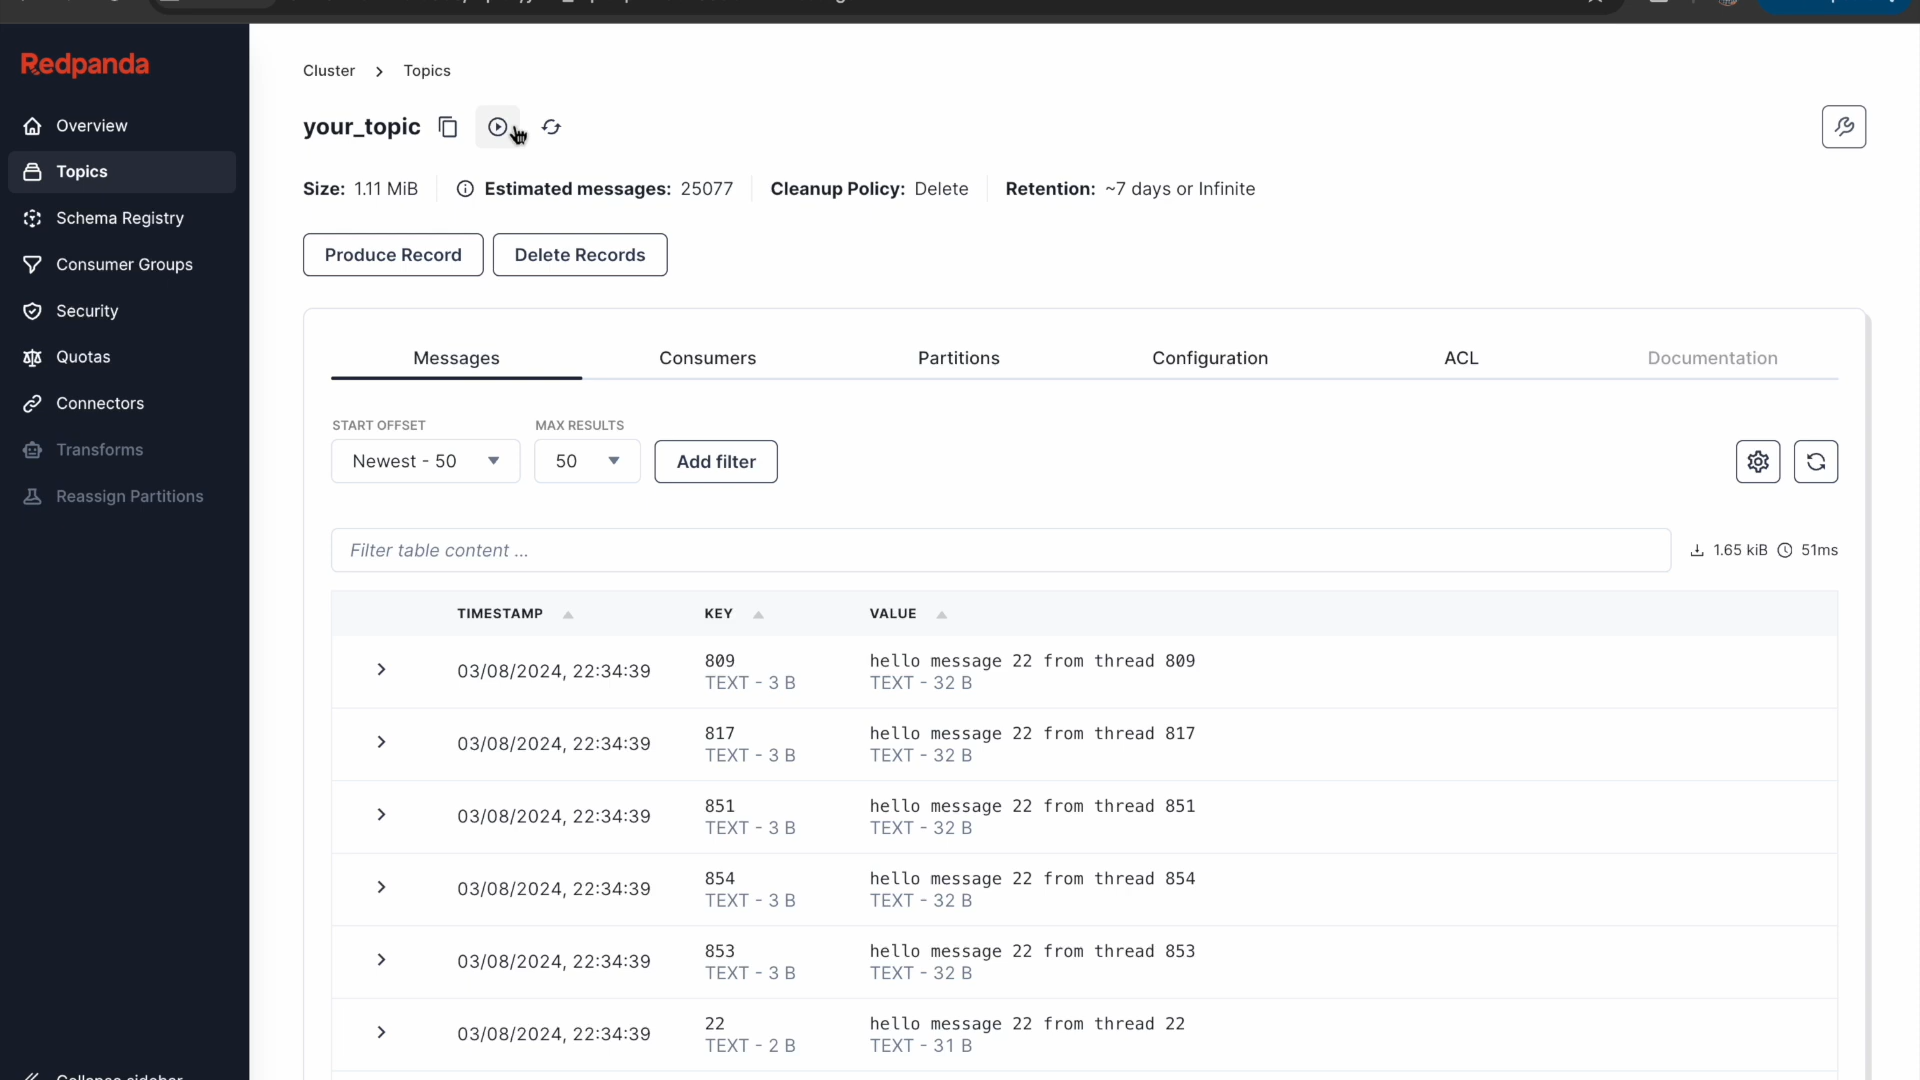 Redpanda
Overview
Topics
Schema Registry
Consumer Groups
Security
Quotas
Connectors
Transforms
Reassign Partitions
Collapse sidebar
Cluster > Topics
your_topic
Size: 1.11 MiB Estimated messages: 25077 Cleanup Policy: Delete Retention: ~7 days or Infinite
Produce Record Delete Records
Messages Consumers Partitions Configuration ACL Documentation
START OFFSET MAX RESULTS
Newest - 50 50 Add filter
Filter table content ... 1.65 kiB 51ms
TIMESTAMP KEY VALUE
03/08/2024, 22:34:39 809 hello message 22 from thread 809
TEXT - 3 B TEXT - 32 B
03/08/2024, 22:34:39 817 hello message 22 from thread 817
TEXT - 3 B TEXT - 32 B
03/08/2024, 22:34:39 851 hello message 22 from thread 851
TEXT - 3 B TEXT - 32 B
03/08/2024, 22:34:39 854 hello message 22 from thread 854
TEXT - 3 B TEXT - 32 B
03/08/2024, 22:34:39 853 hello message 22 from thread 853
TEXT - 3 B TEXT - 32 B
03/08/2024, 22:34:39 22 hello message 22 from thread 22
TEXT - 2 B TEXT - 31 B